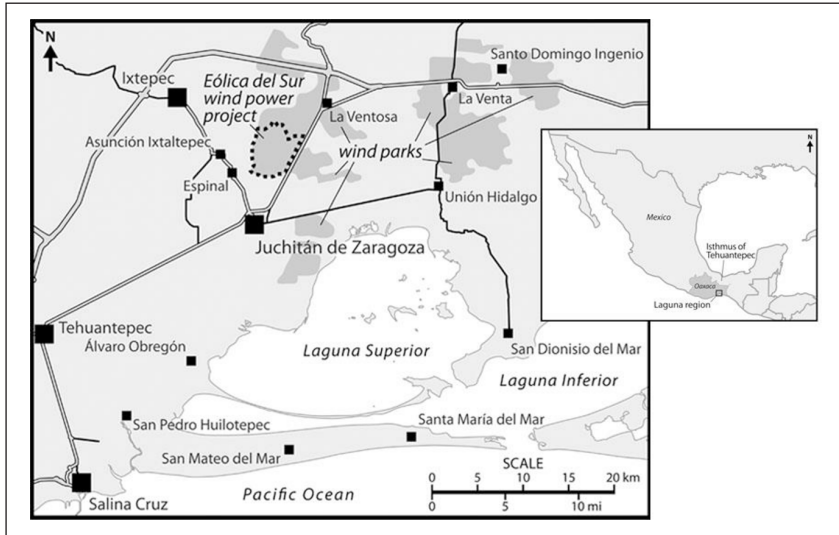 N
Santo Domingo Ingenio
Ixtepec
Eólica del Sur
wind power
project
La Ventosa
La Venta
Asunción Ixtaltepec
wind parks
Espinal
Unión Hidalgo
Juchitán de Zaragoza
Tehuantepec
Álvaro Obregón
Laguna Superior
San Dionisio del Mar
Laguna Inferior
San Pedro Huilotepec
Santa María del Mar
San Mateo del Mar
SCALE
0 5 10 15 20 km
0 5 10 mi
Pacific Ocean
Salina Cruz
N
Mexico
Isthmus of
Tehuantepec
Oaxaca
Laguna region